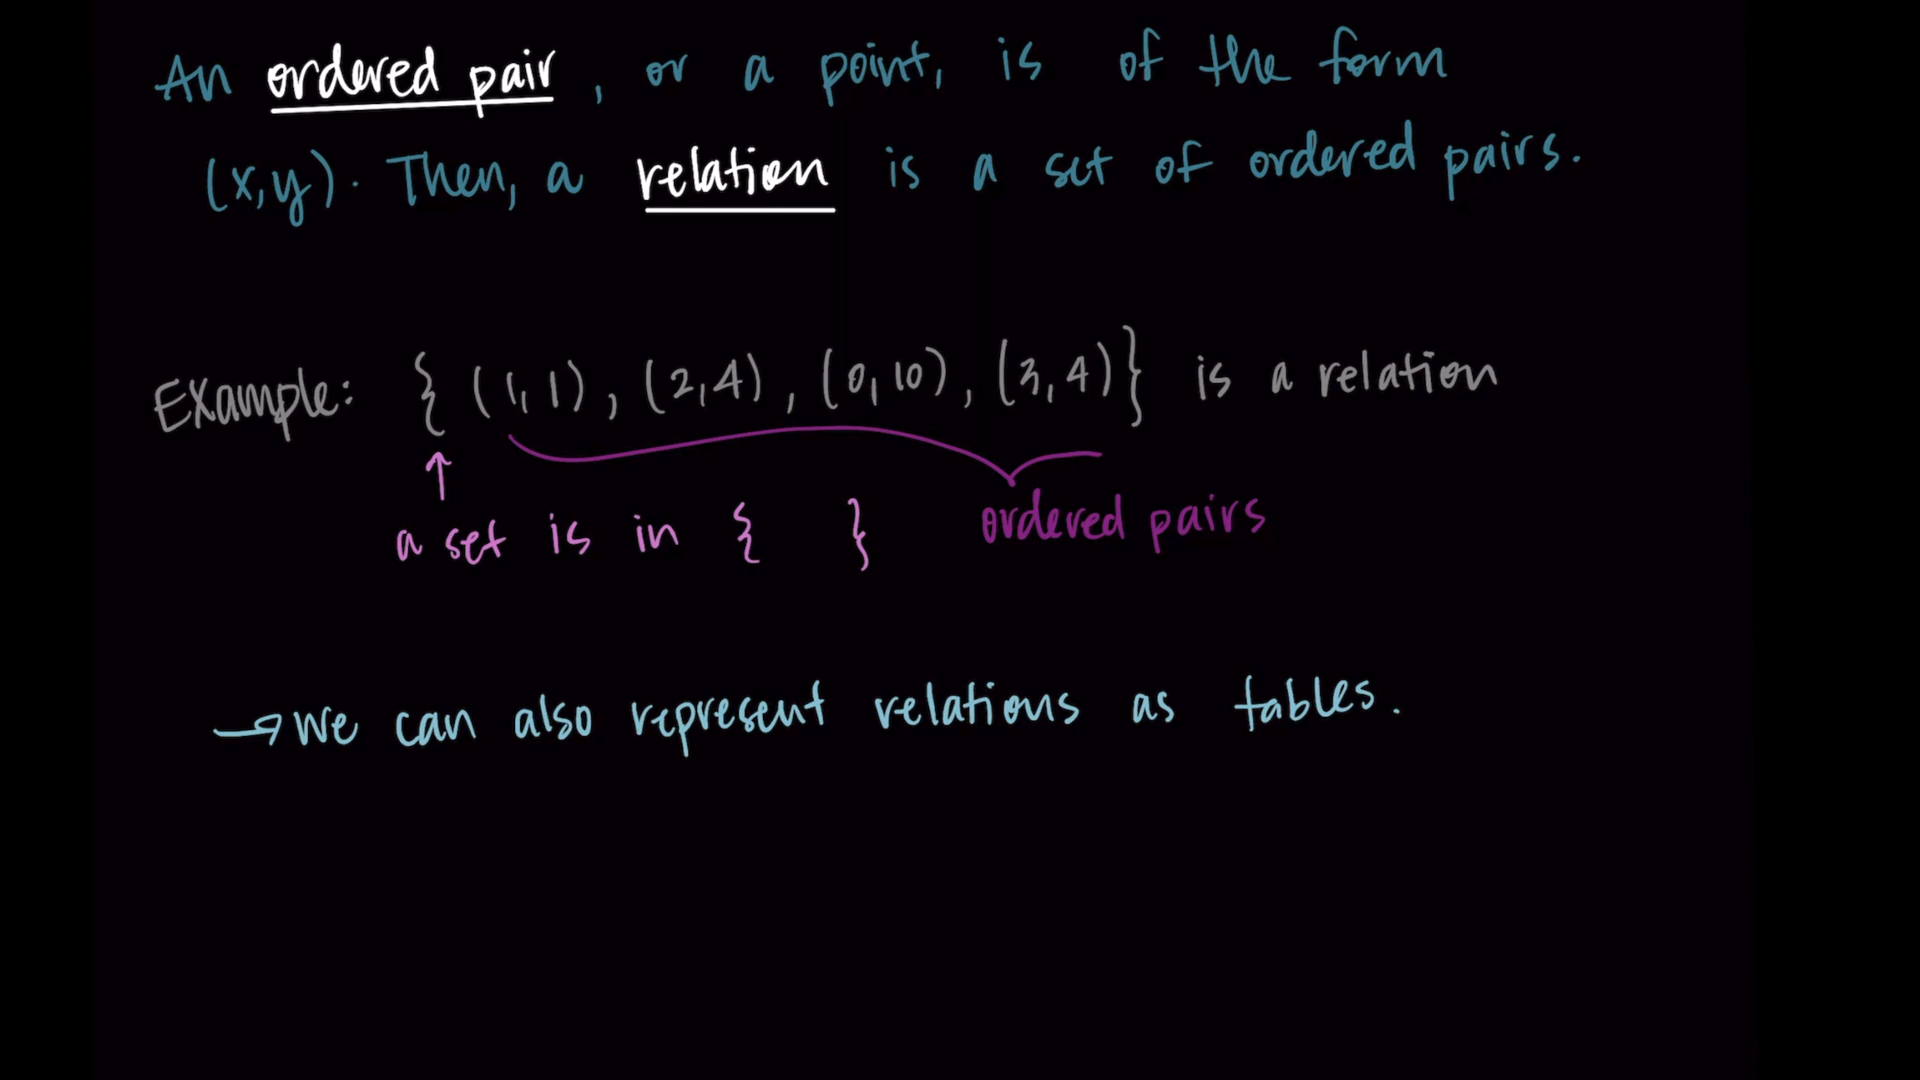 An ordered pair, or a point, is of the form
(x,y). Then, a relation is a set of ordered pairs.
Example: { (1,1), (2,4), (0,10), (3,4)} is a relation
a set is in { }
ordered pairs
→ We can also represent relations as tables.